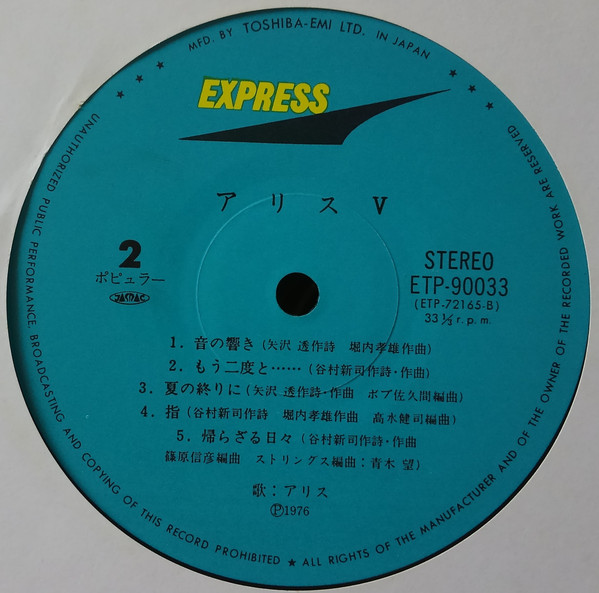 MFD. BY TOSHIBA-EMI LTD. IN JAPAN
EXPRESS
アリス V
2
ポピュラー
JASRAC
STEREO
ETP-90033
(ETP-72165-B)
33 1/3 r.p.m.
1. 音の響き (矢沢 透作詩 堀内孝雄作曲)
2. もう二度と…… (谷村新司作詩・作曲)
3. 夏の終りに (矢沢 透作詩・作曲 ボブ佐久間編曲)
4. 指 (谷村新司作詩 堀内孝雄作曲 高水健司編曲)
5. 帰らざる日々 (谷村新司作詩・作曲
篠原信彦編曲 ストリングス編曲：青木 望)
歌：アリス
Ⓟ1976
UNAUTHORIZED PUBLIC PERFORMANCE, BROADCASTING AND COPYING OF THIS RECORD PROHIBITED ★ ALL RIGHTS OF THE MANUFACTURER AND OF THE OWNER OF THE RECORDED WORK ARE RESERVED